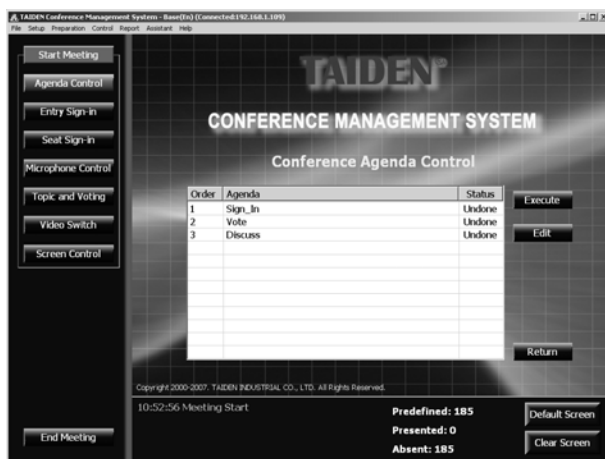 TAIDEN Conference Management System - Base(En) (Connected:192.168.1.109)
File Setup Preparation Control Report Assistant Help
Start Meeting
Agenda Control
Entry Sign-in
Seat Sign-in
Microphone Control
Topic and Voting
Video Switch
Screen Control
End Meeting
TAIDEN®
CONFERENCE MANAGEMENT SYSTEM
Conference Agenda Control
Order Agenda Status
1 Sign_In Undone
2 Vote Undone
3 Discuss Undone
Execute
Edit
Return
Copyright 2000-2007. TAIDEN INDUSTRIAL CO., LTD. All Rights Reserved.
10:52:56 Meeting Start
Predefined: 185
Presented: 0
Absent: 185
Default Screen
Clear Screen